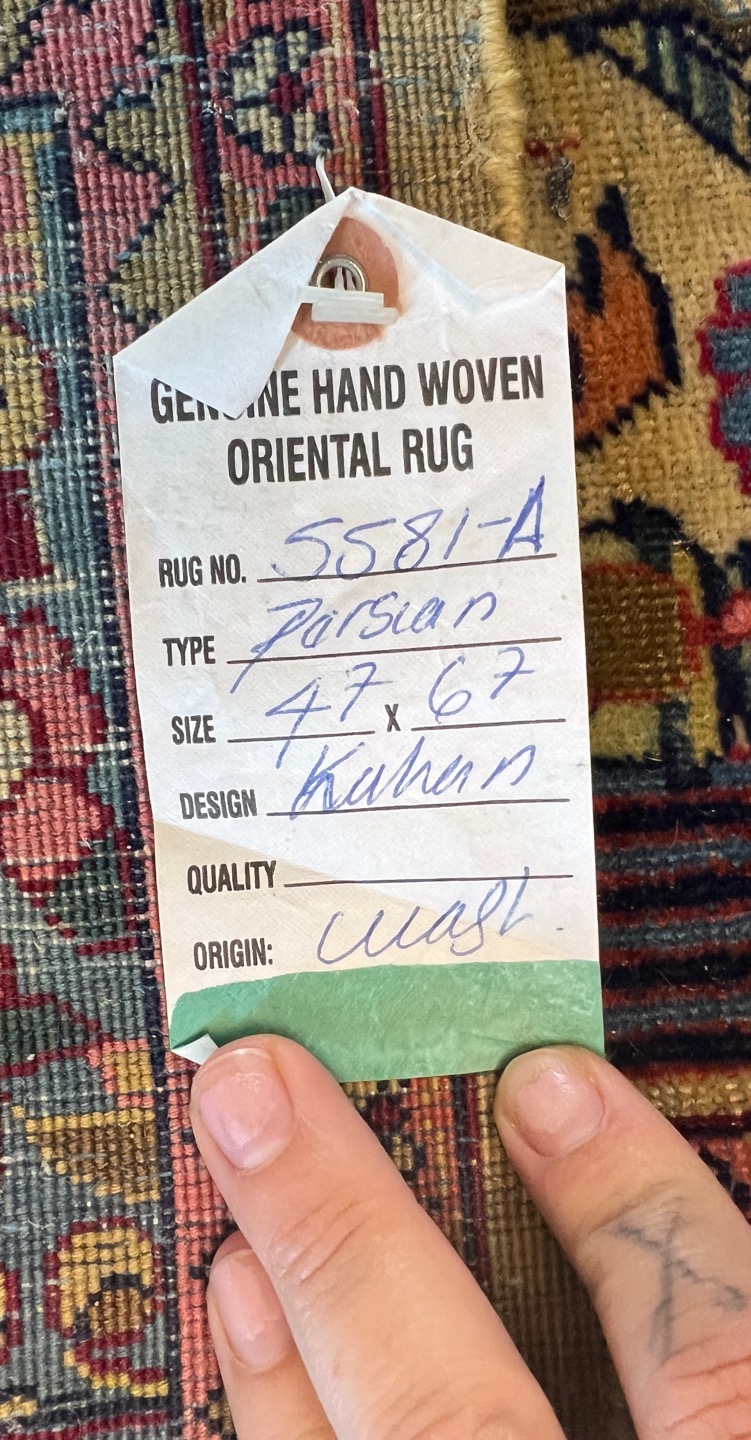 GENUINE HAND WOVEN
ORIENTAL RUG
RUG NO. 5581-A
TYPE Persian
SIZE 47 X 67
DESIGN
QUALITY
ORIGIN: